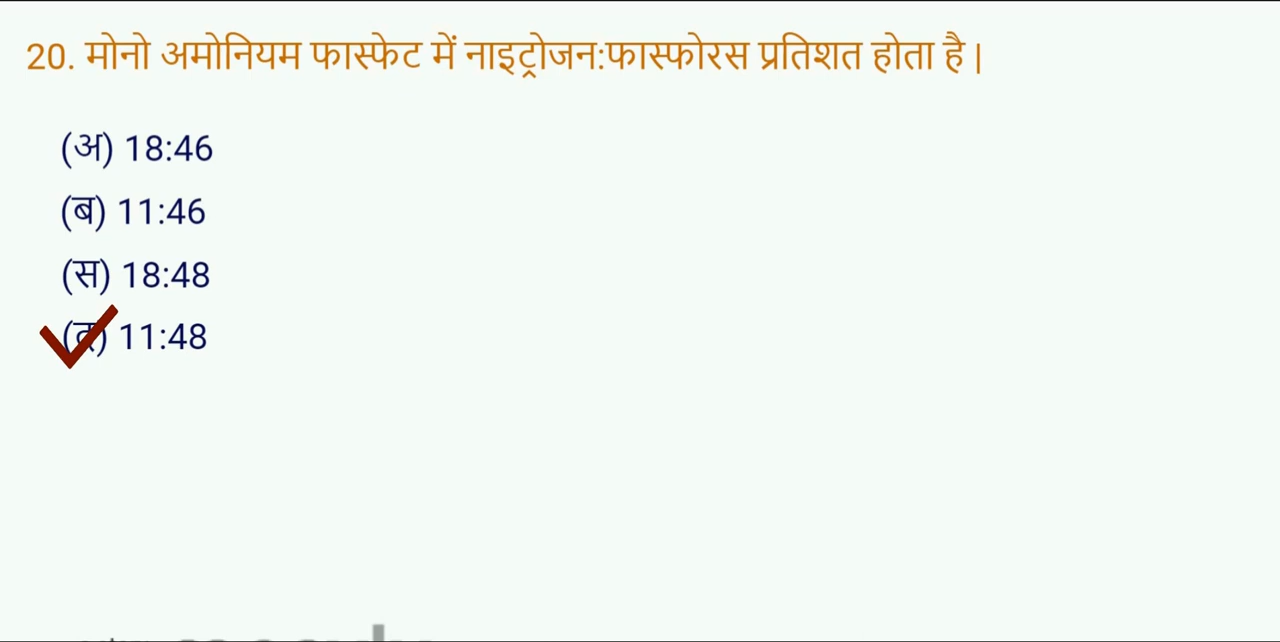 20. मोनो अमोनियम फास्फेट में नाइट्रोजन:फास्फोरस प्रतिशत होता है |
(अ) 18:46
(ब) 11:46
(स) 18:48
(द) 11:48